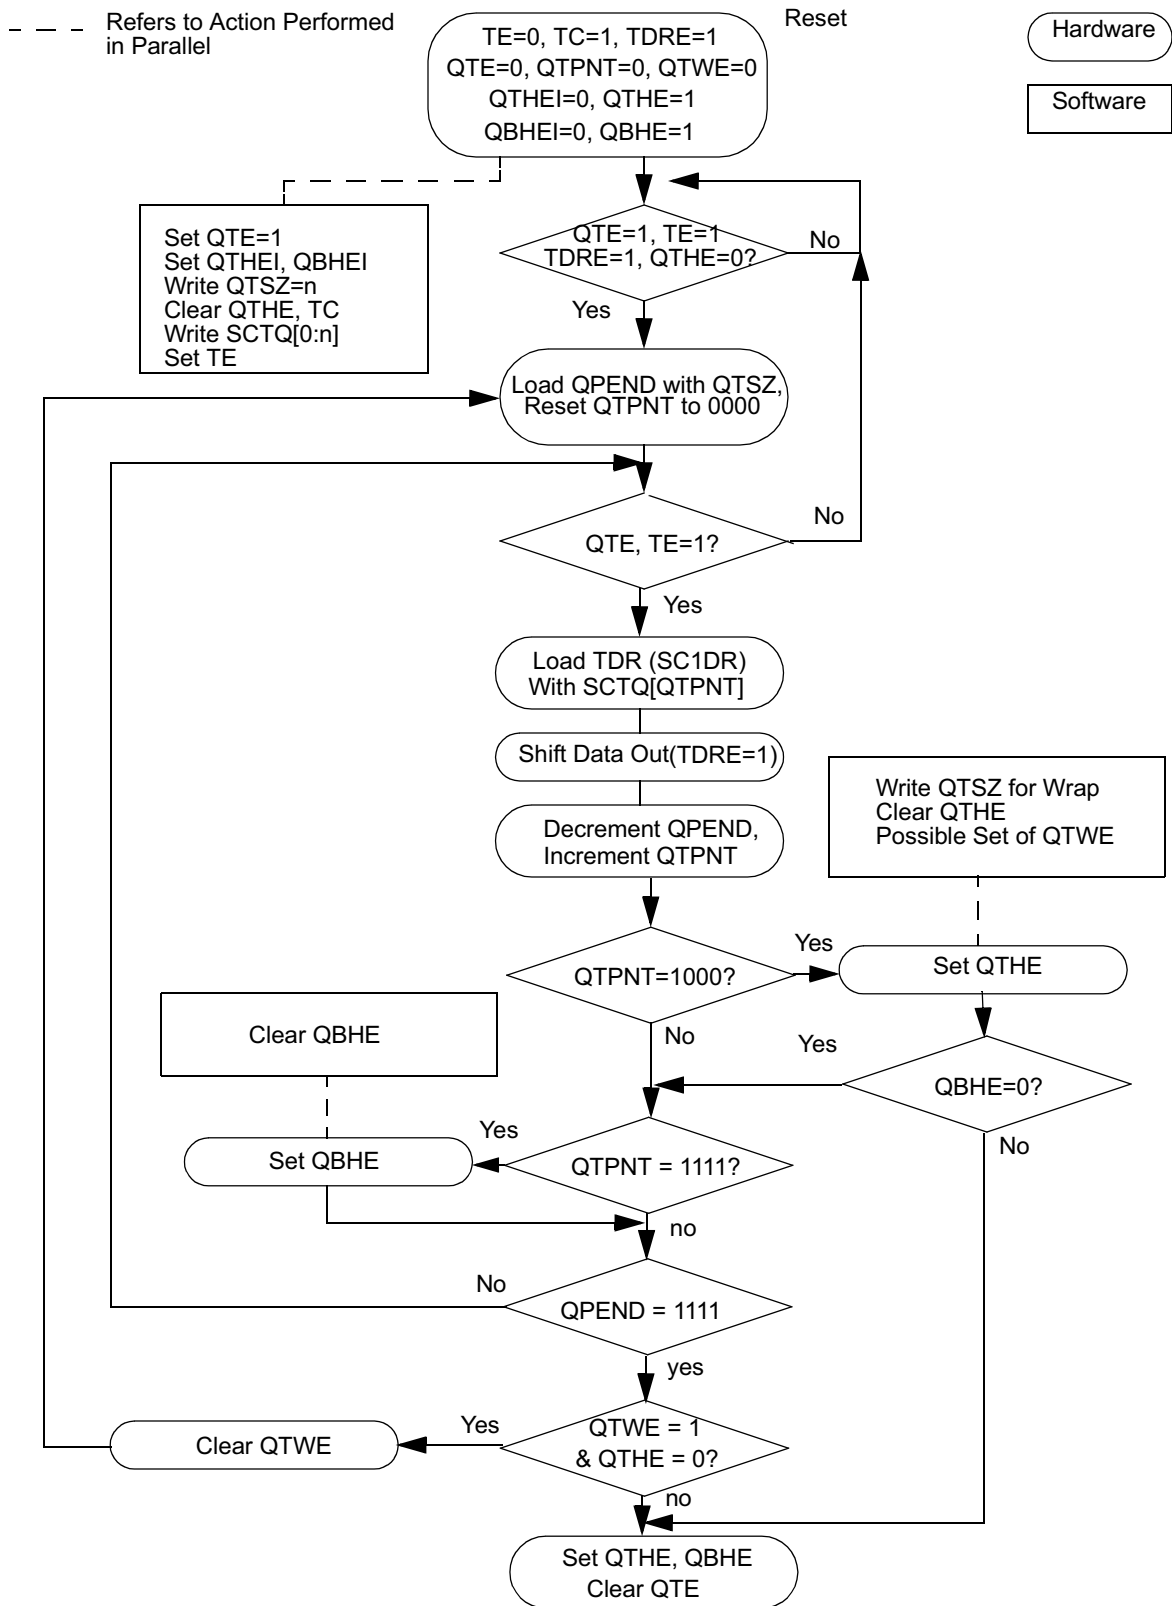 Refers to Action Performed
in Parallel
Reset
Hardware
Software
TE=0, TC=1, TDRE=1
QTE=0, QTPNT=0, QTWE=0
QTHEI=0, QTHE=1
QBHEI=0, QBHE=1
Set QTE=1
Set QTHEI, QBHEI
Write QTSZ=n
Clear QTHE, TC
Write SCTQ[0:n]
Set TE
QTE=1, TE=1
TDRE=1, QTHE=0?
No
Yes
Load QPEND with QTSZ,
Reset QTPNT to 0000
QTE, TE=1?
No
Yes
Load TDR (SC1DR)
With SCTQ[QTPNT]
Shift Data Out(TDRE=1)
Decrement QPEND,
Increment QTPNT
Write QTSZ for Wrap
Clear QTHE
Possible Set of QTWE
QTPNT=1000?
Yes
Set QTHE
No
Yes
QBHE=0?
No
Clear QBHE
Yes
Set QBHE
QTPNT = 1111?
no
No
QPEND = 1111
yes
Yes
Clear QTWE
QTWE = 1
& QTHE = 0?
no
Set QTHE, QBHE
Clear QTE